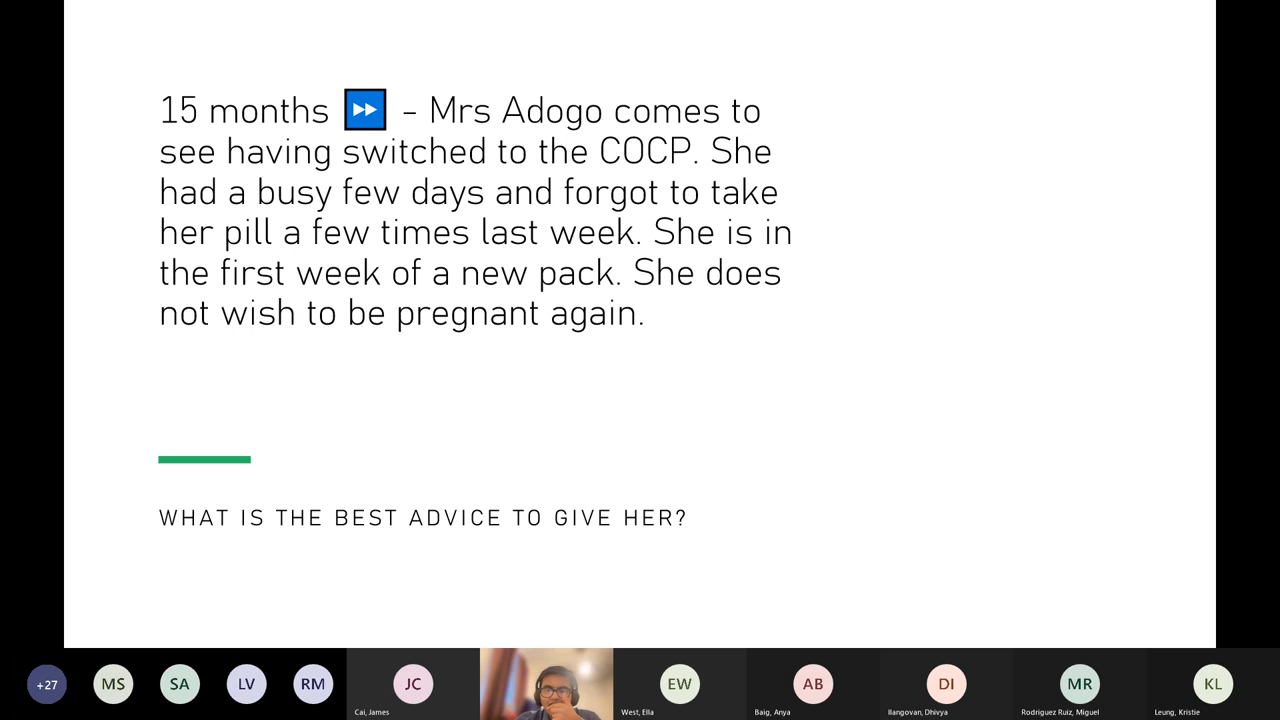 15 months ⏩ – Mrs Adogo comes to
see having switched to the COCP. She
had a busy few days and forgot to take
her pill a few times last week. She is in
the first week of a new pack. She does
not wish to be pregnant again.
WHAT IS THE BEST ADVICE TO GIVE HER?
+27
MS
SA
LV
RM
JC
EW
AB
DI
MR
KL
Cai, James
West, Ella
Baig, Anya
Ilangovan, Dhivya
Rodriguez Ruiz, Miguel
Leung, Kristie